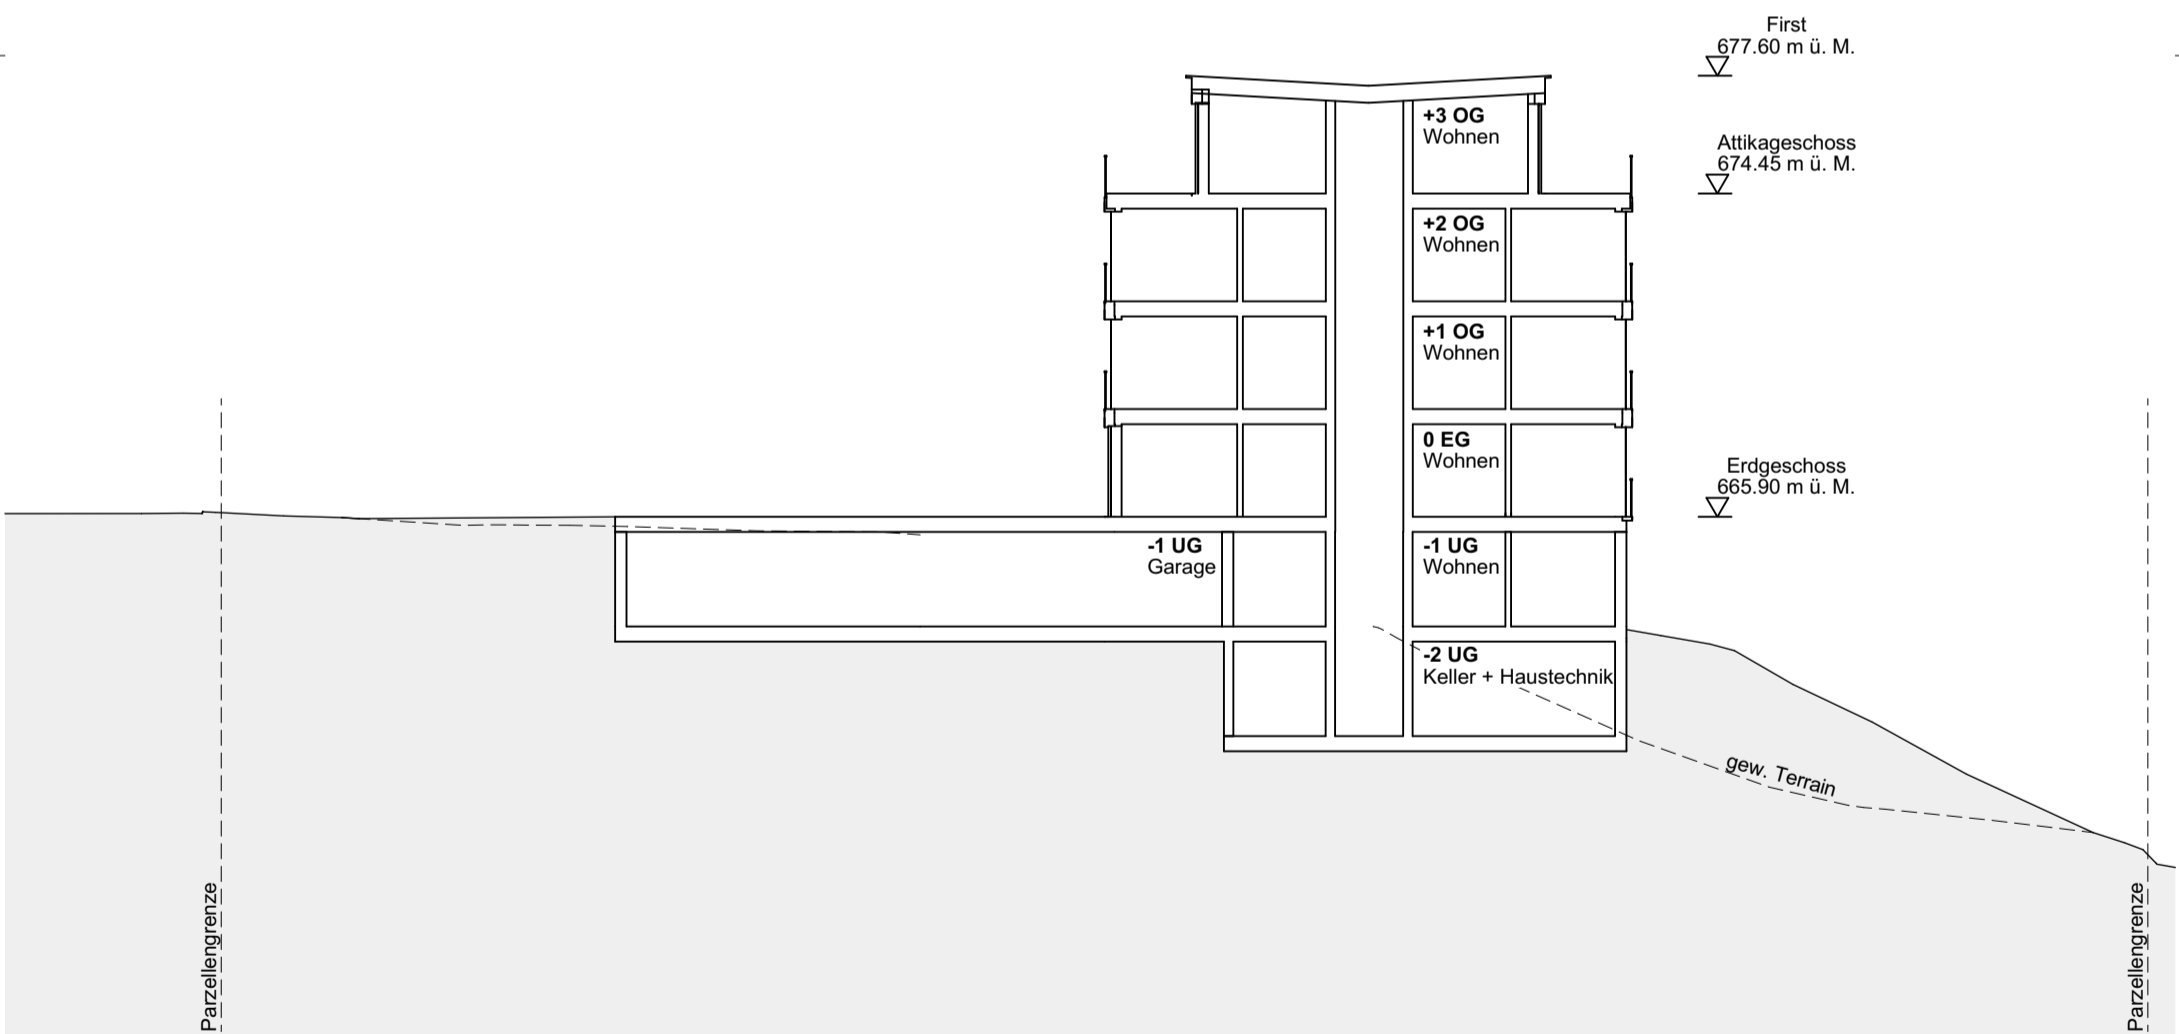 First
677.60 m ü. M.
+3 OG
Wohnen
Attikageschoss
674.45 m ü. M.
+2 OG
Wohnen
+1 OG
Wohnen
0 EG
Wohnen
Erdgeschoss
665.90 m ü. M.
-1 UG
Garage
-1 UG
Wohnen
-2 UG
Keller + Haustechnik
gew. Terrain
Parzellengrenze
Parzellengrenze